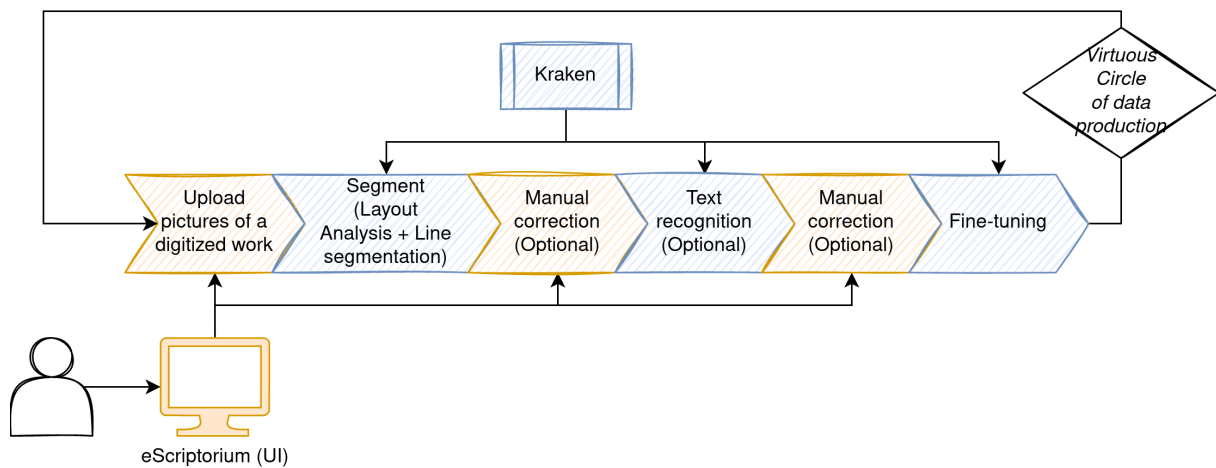 Virtuous
Circle
of data
production
Kraken
Upload
pictures of a
digitized work
Segment
(Layout
Analysis + Line
segmentation)
Manual
correction
(Optional)
Text
recognition
(Optional)
Manual
correction
(Optional)
Fine-tuning
eScriptorium (UI)